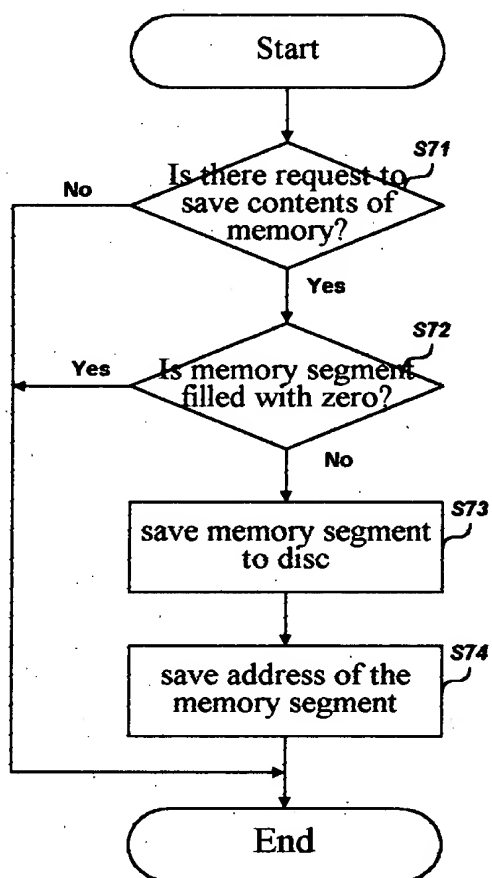 Start
S71
Is there request to
save contents of
memory?
No
Yes
S72
Is memory segment
filled with zero?
Yes
No
S73
save memory segment
to disc
S74
save address of the
memory segment
End